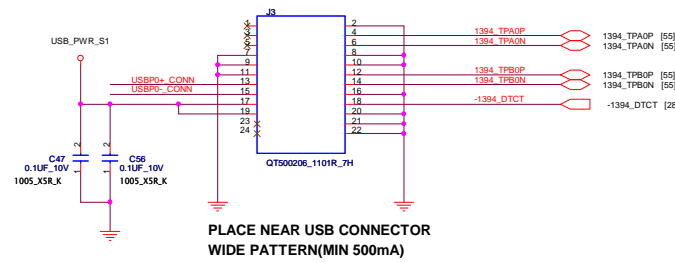 J3
1 2
3 4 1394_TPA0P 1394_TPA0P [55]
5 6 1394_TPA0N 1394_TPA0N [55]
USB_PWR_S1
7 8
9 10
11 12 1394_TPB0P 1394_TPB0P [55]
USBP0+_CONN 13 14 1394_TPB0N 1394_TPB0N [55]
USBP0-_CONN 15 16
17 18 -1394_DTCT -1394_DTCT [28
19 20
23 21
24 22
QT500206_1101R_7H
2 2
C47 C56
0.1UF_10V 0.1UF_10V
1 1
1005_X5R_K 1005_X5R_K
PLACE NEAR USB CONNECTOR
WIDE PATTERN(MIN 500mA)